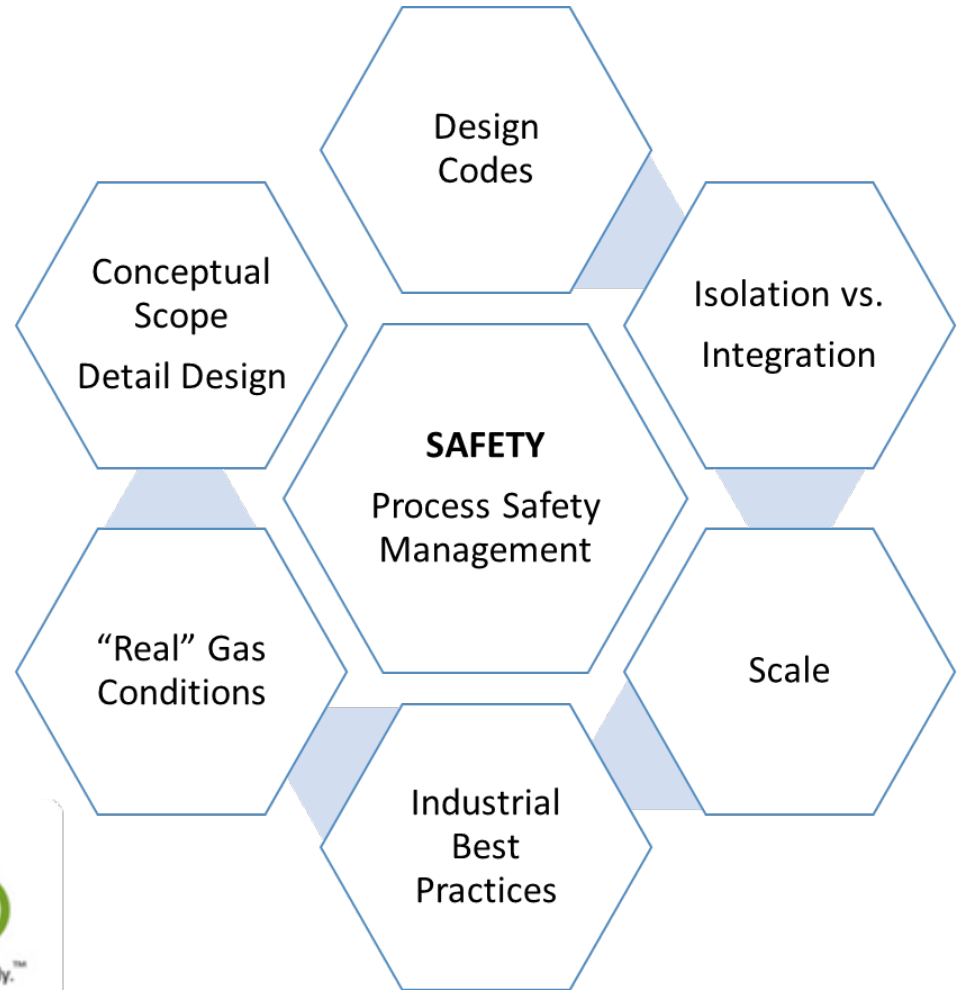 Design
Codes
Conceptual
Scope
Detail Design
Isolation vs.
Integration
SAFETY
Process Safety
Management
“Real” Gas
Conditions
Scale
Industrial
Best
Practices